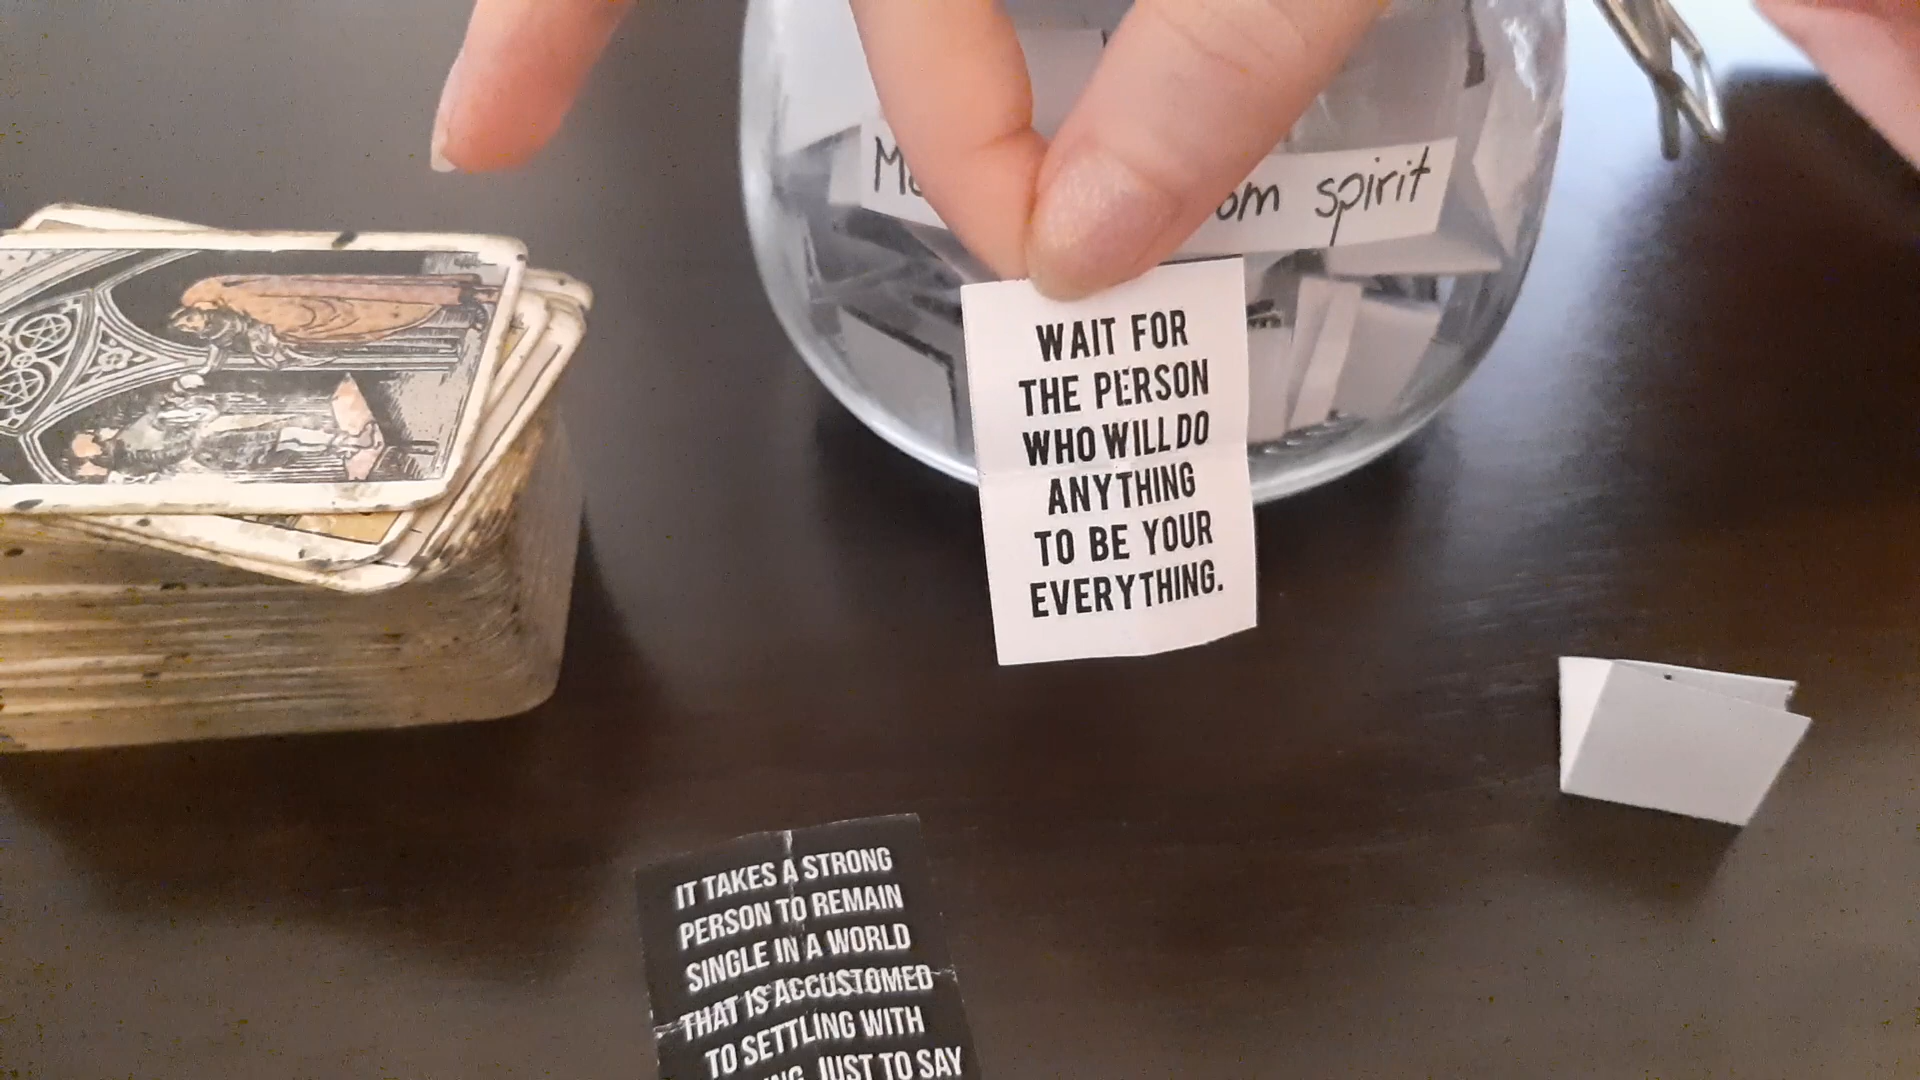 om spirit
WAIT FOR
THE PERSON
WHO WILL DO
ANYTHING
TO BE YOUR
EVERYTHING.
IT TAKES A STRONG
PERSON TO REMAIN
SINGLE IN A WORLD
THAT IS ACCUSTOMED
TO SETTLING WITH
JUST TO SAY